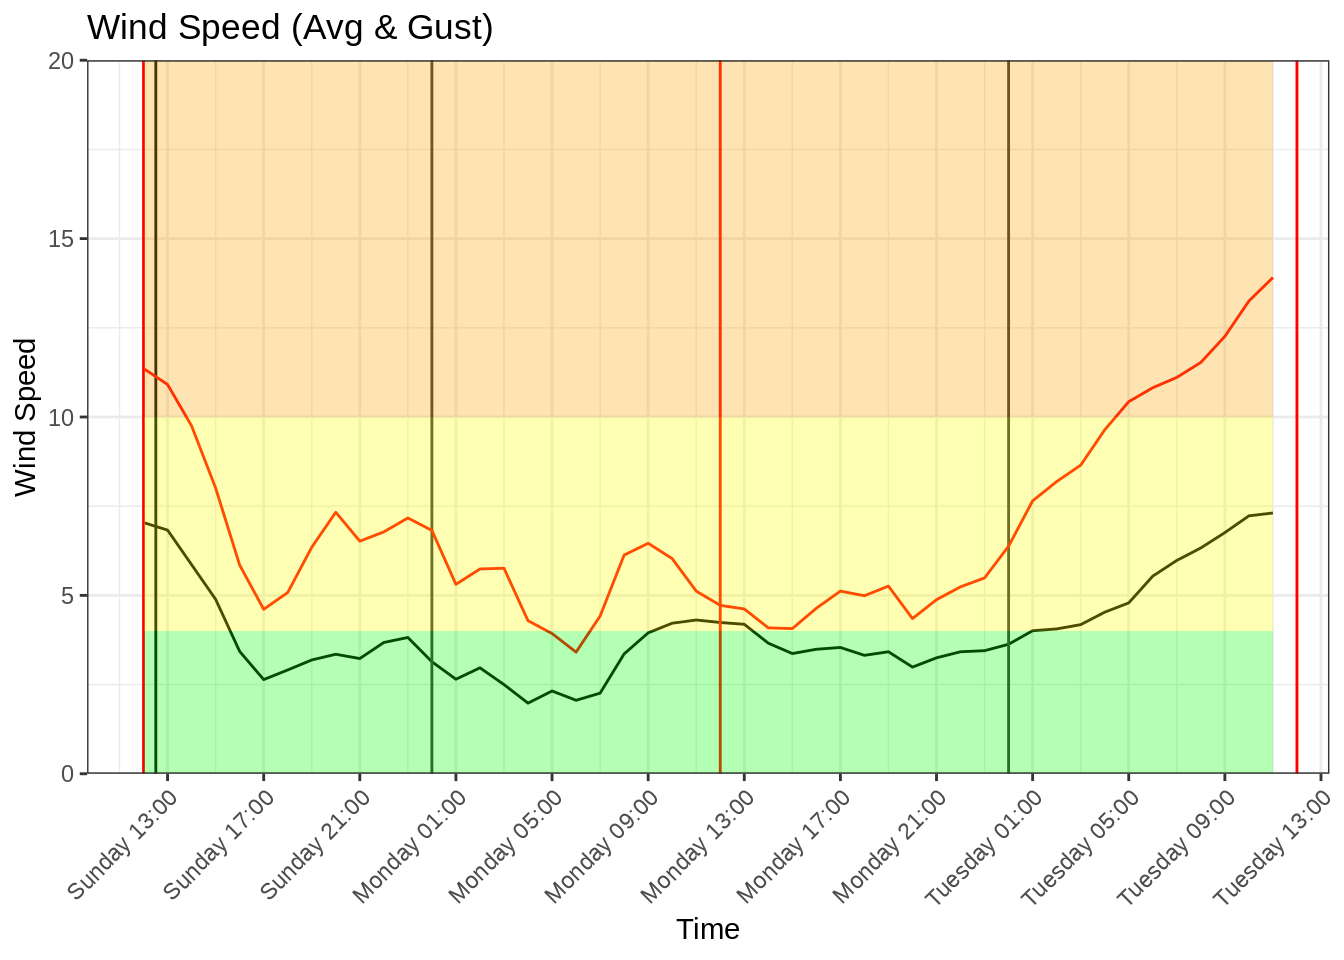 Wind Speed (Avg & Gust)
20
15
10
5
0
Wind Speed
Sunday 13:00
Sunday 17:00
Sunday 21:00
Monday 01:00
Monday 05:00
Monday 09:00
Monday 13:00
Monday 17:00
Monday 21:00
Tuesday 01:00
Tuesday 05:00
Tuesday 09:00
Tuesday 13:00
Time